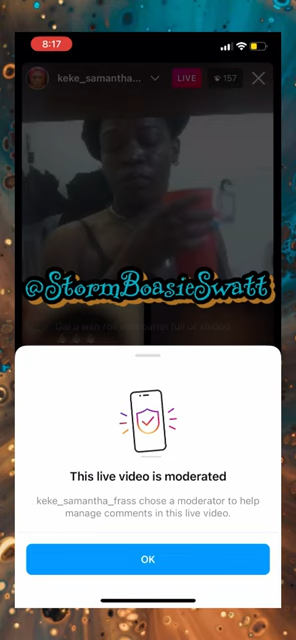 8:17
keke_samantha...
LIVE
157
@StormBoasieSwatt
This live video is moderated
keke_samantha_frass chose a moderator to help
manage comments in this live video.
OK